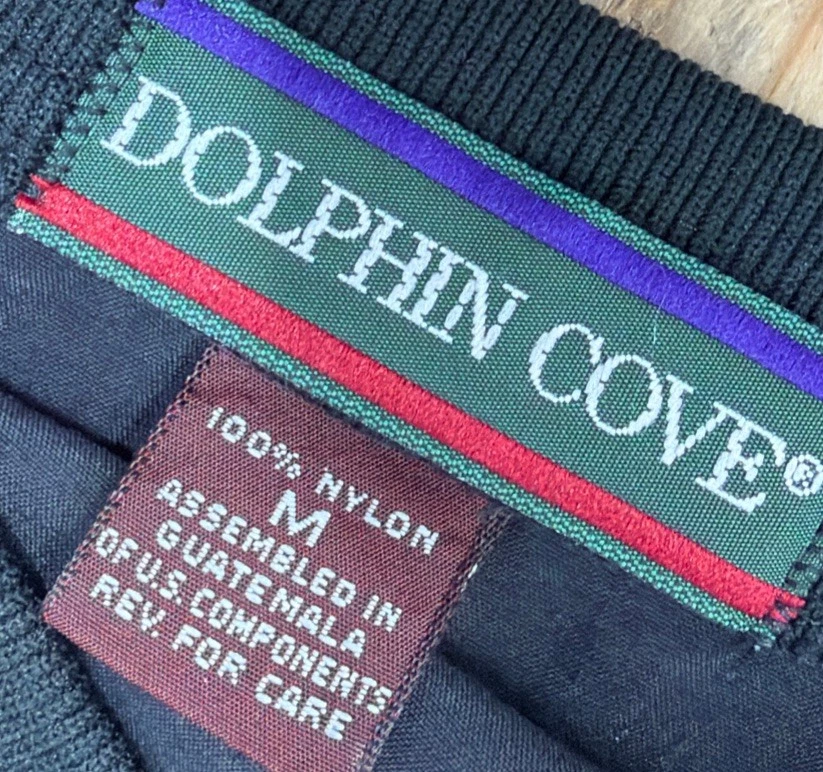 DOLPHIN COVE®
100% NYLON
M
ASSEMBLED IN
GUATEMALA
OF U.S. COMPONENTS
REV. FOR CARE